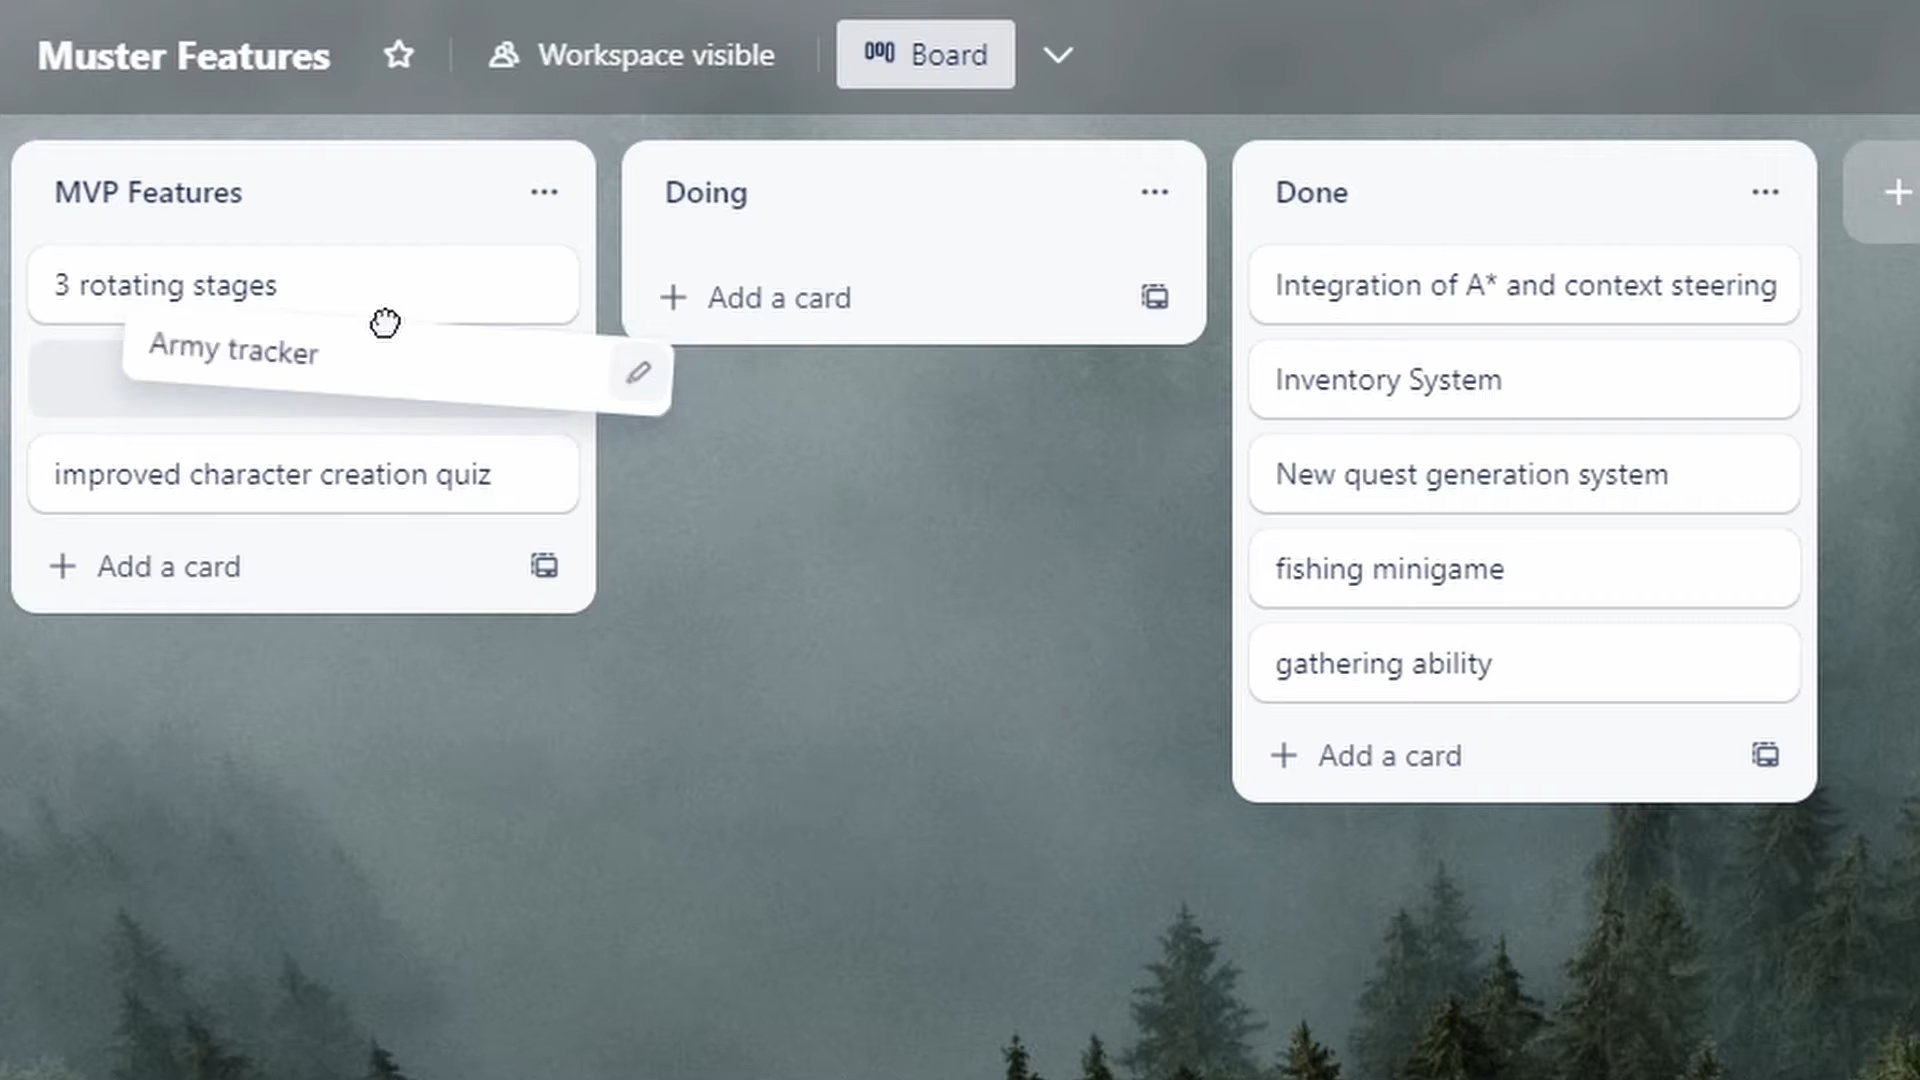 Muster Features
Workspace visible
Board
MVP Features
3 rotating stages
Army tracker
improved character creation quiz
Add a card
Doing
Add a card
Done
Integration of A* and context steering
Inventory System
New quest generation system
fishing minigame
gathering ability
Add a card